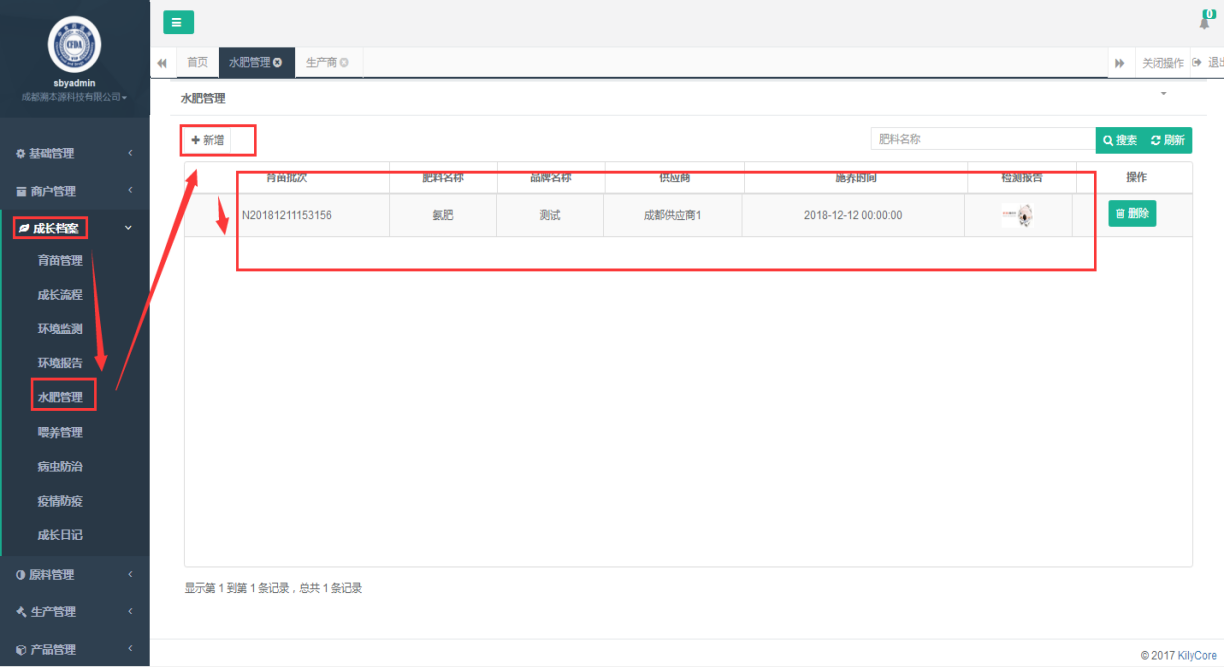 CFDA
sbyadmin
成都溯本源科技有限公司
基础管理
商户管理
成长档案
育苗管理
成长流程
环境监测
环境报告
水肥管理
喂养管理
病虫防治
疫情防疫
成长日记
原料管理
生产管理
产品管理
0
首页
水肥管理
生产商
关闭操作
退出
水肥管理
新增
肥料名称
搜索
刷新
育苗批次 肥料名称 品牌名称 供应商 施养时间 检测报告 操作
N20181211153156 氨肥 测试 成都供应商1 2018-12-12 00:00:00 删除
显示第 1 到第 1 条记录，总共 1 条记录
© 2017 KilyCore